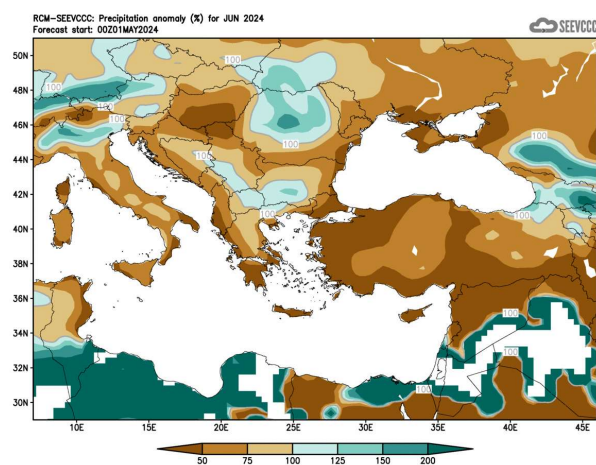 RCM-SEEVCCC: Precipitation anomaly (%) for JUN 2024
Forecast start: 00Z01MAY2024
SEEVCCC
51N
50N
48N
46N
44N
42N
40N
38N
36N
34N
32N
30N
100
100
100
100
100
100
100
100
100
100
100
10E
15E
20E
25E
30E
35E
40E
45E
50
75
100
125
150
200